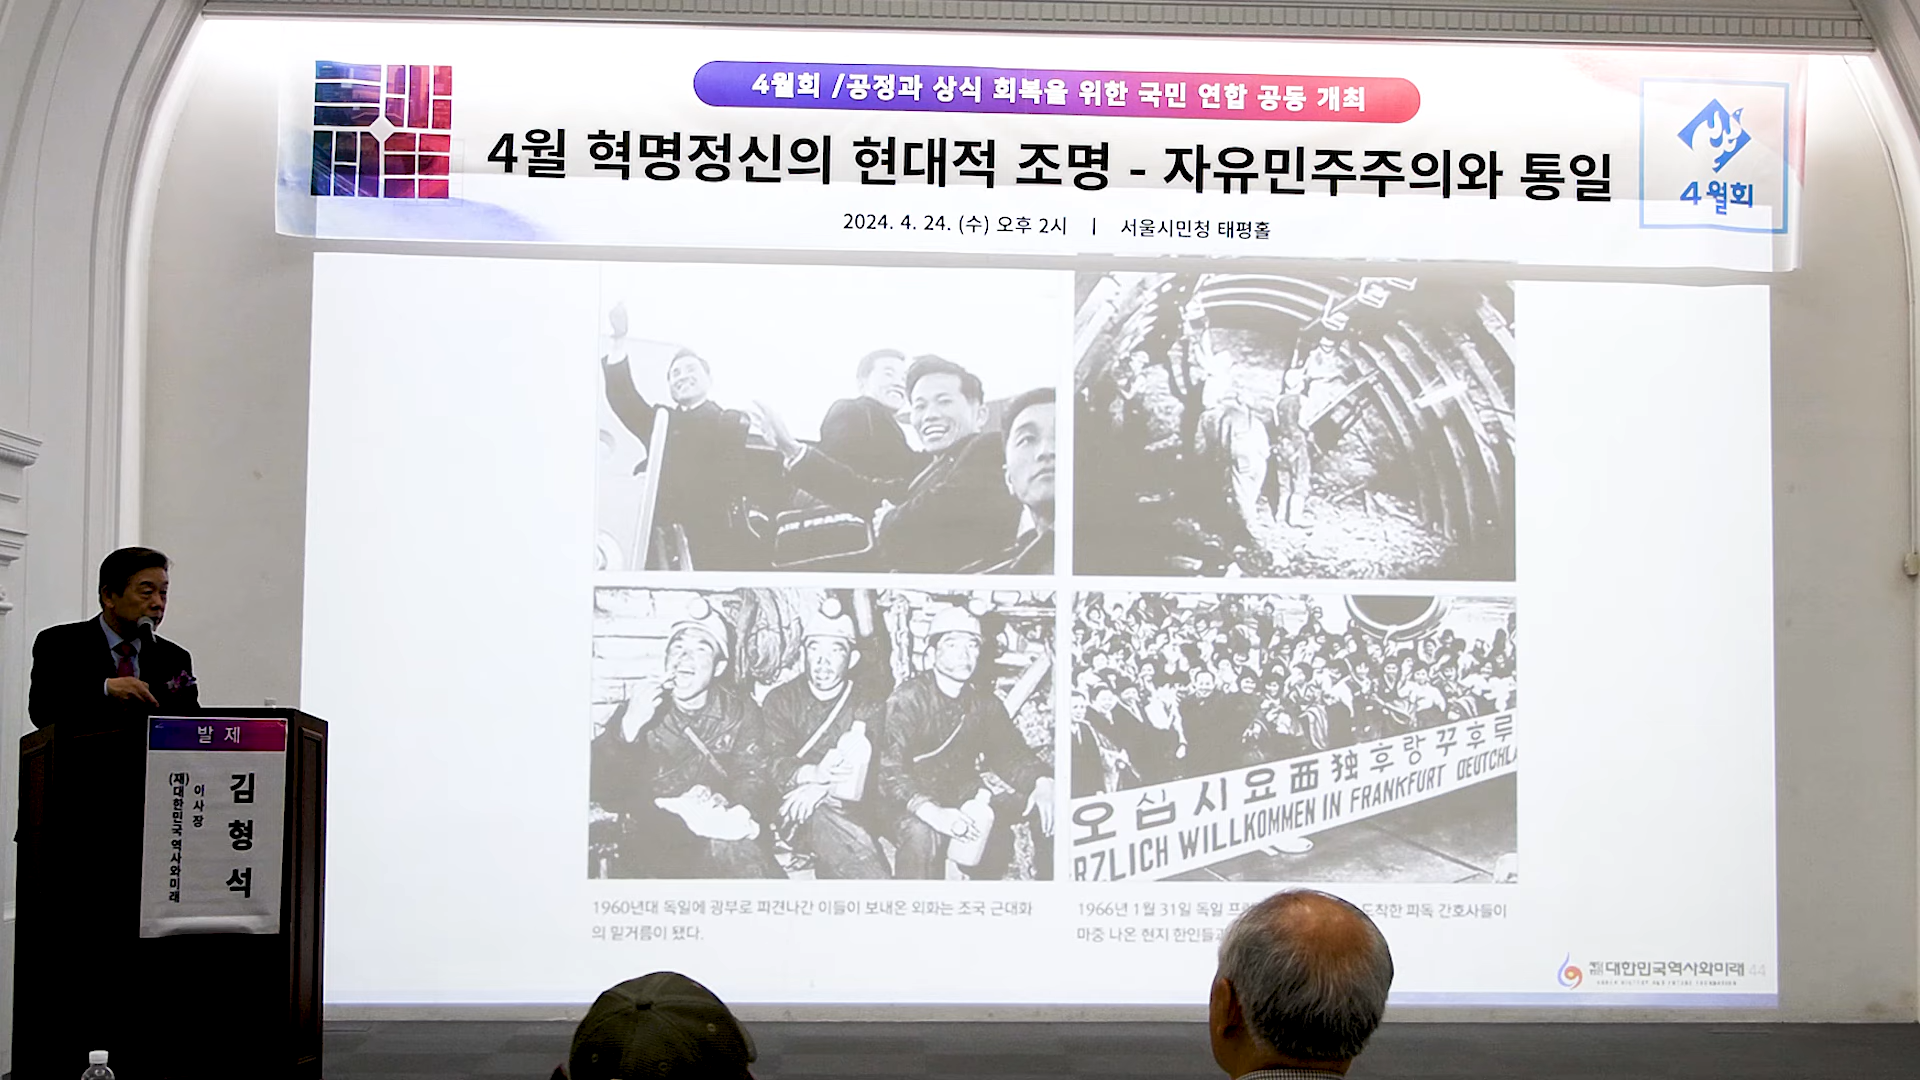 4월회 /공정과 상식 회복을 위한 국민 연합 공동 개최
4월 혁명정신의 현대적 조명 - 자유민주주의와 통일
2024. 4. 24. (수) 오후 2시 | 서울시민청 태평홀
4월회
발 제
김형석
이사장
(재)대한민국 역사와미래
오십시요 西独 후랑꾸후루
RZLICH WILLKOMMEN IN FRANKFURT DEUTCHLA
1960년대 독일에 광부로 파견나간 이들이 보내온 외화는 조국 근대화
의 밑거름이 됐다.
1966년 1월 31일 독일 도착한 파독 간호사들이
마중 나온 현지 한인들과
대한민국역사와미래 44